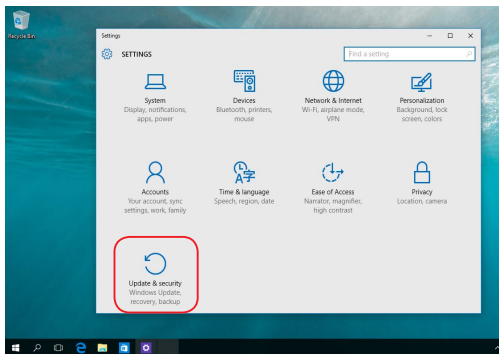 Recycle Bin
Settings
SETTINGS
Find a setting
System
Display, notifications,
apps, power
Devices
Bluetooth, printers,
mouse
Network & Internet
Wi-Fi, airplane mode,
VPN
Personalization
Background, lock
screen, colors
Accounts
Your account, sync
settings, work, family
Time & language
Speech, region, date
Ease of Access
Narrator, magnifier,
high contrast
Privacy
Location, camera
Update & security
Windows Update,
recovery, backup